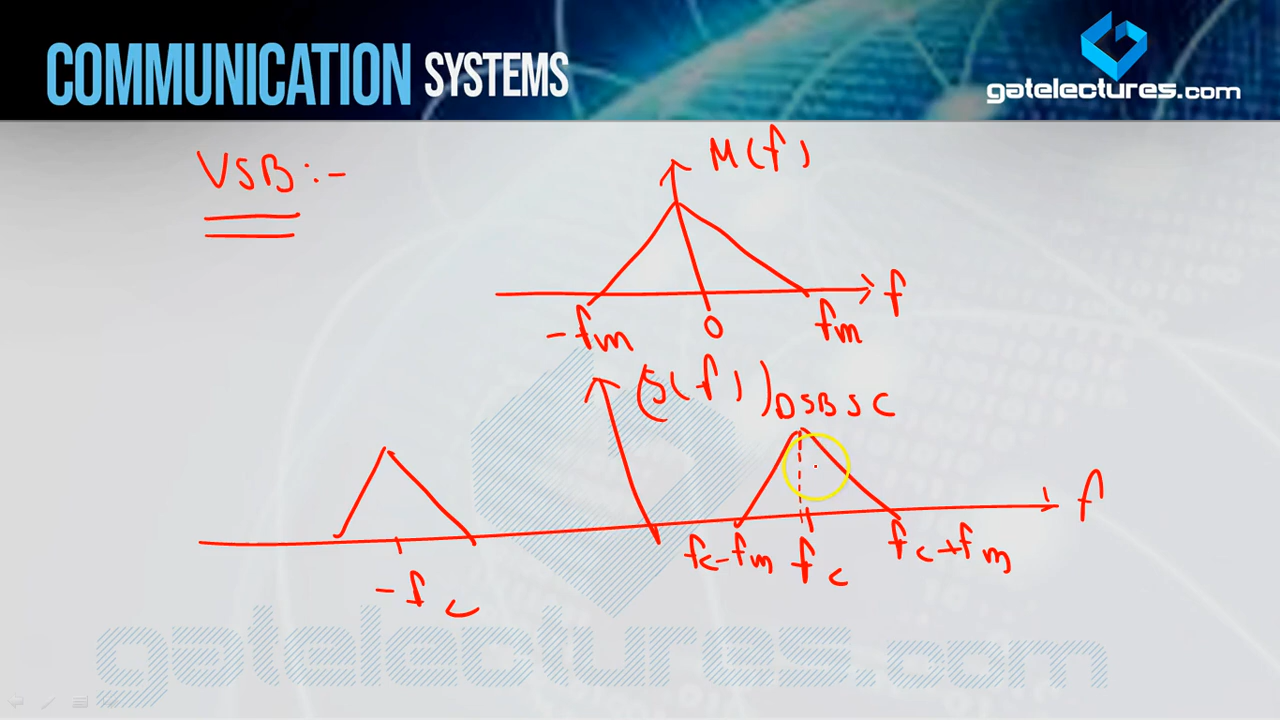 COMMUNICATION SYSTEMS
gatelectures.com
VSB:-
M(f)
f
-fm 0 fm
(S(f))DSBSC
f
fc-fm fc fc+fm
-fc
gatelectures.com